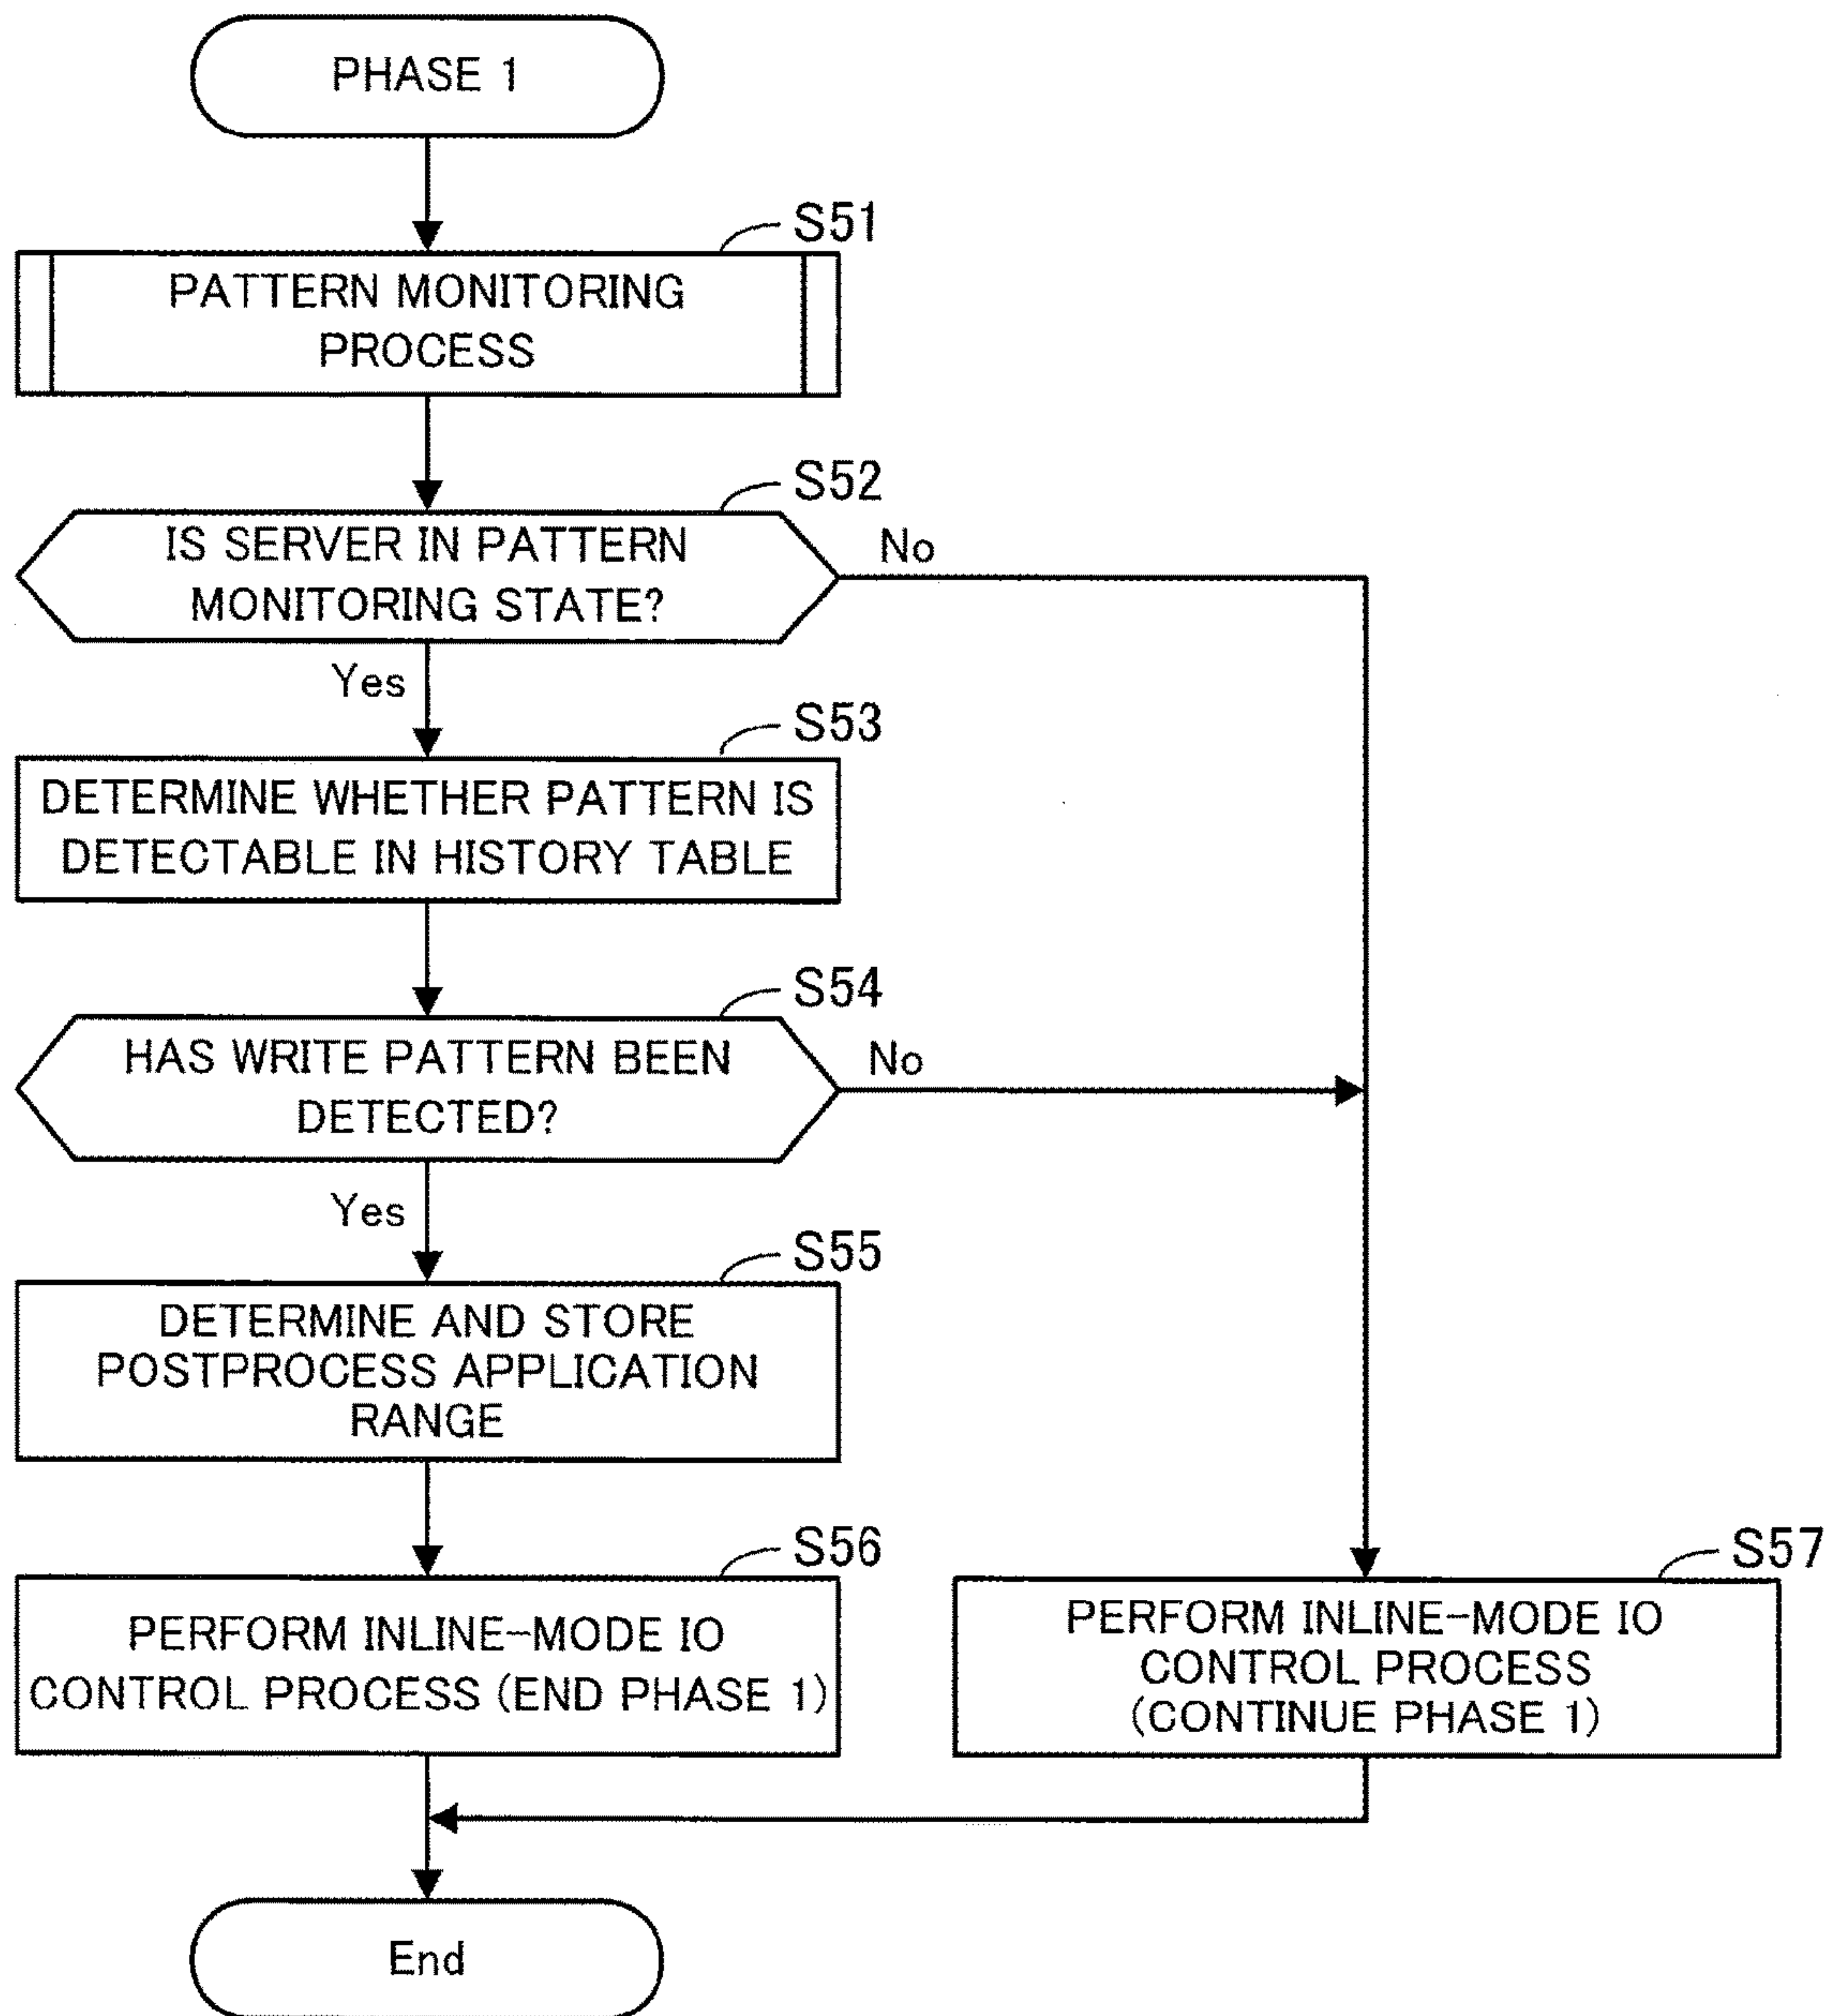 PHASE 1
S51
PATTERN MONITORING
PROCESS
S52
IS SERVER IN PATTERN
MONITORING STATE?
No
Yes
S53
DETERMINE WHETHER PATTERN IS
DETECTABLE IN HISTORY TABLE
S54
HAS WRITE PATTERN BEEN
DETECTED?
No
Yes
S55
DETERMINE AND STORE
POSTPROCESS APPLICATION
RANGE
S56
PERFORM INLINE-MODE IO
CONTROL PROCESS (END PHASE 1)
S57
PERFORM INLINE-MODE IO
CONTROL PROCESS
(CONTINUE PHASE 1)
End